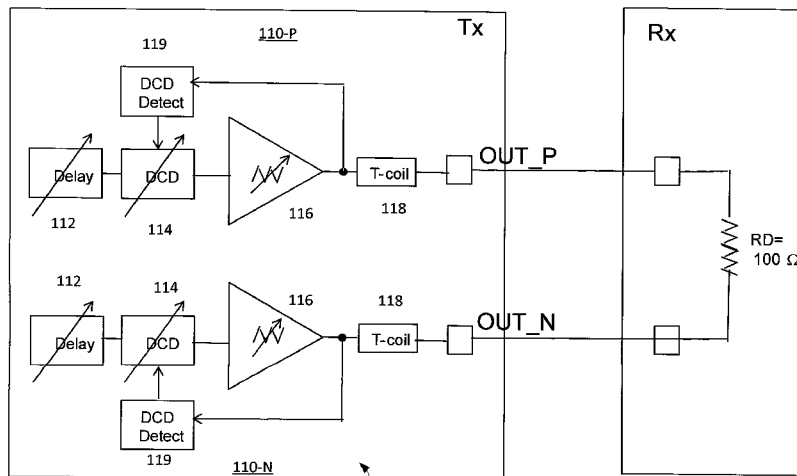 110-P
Tx
Rx
119
DCD
Detect
Delay
DCD
T-coil
OUT_P
112
114
116
118
RD=
100 Ω
112
114
116
118
Delay
DCD
T-coil
OUT_N
DCD
Detect
119
110-N